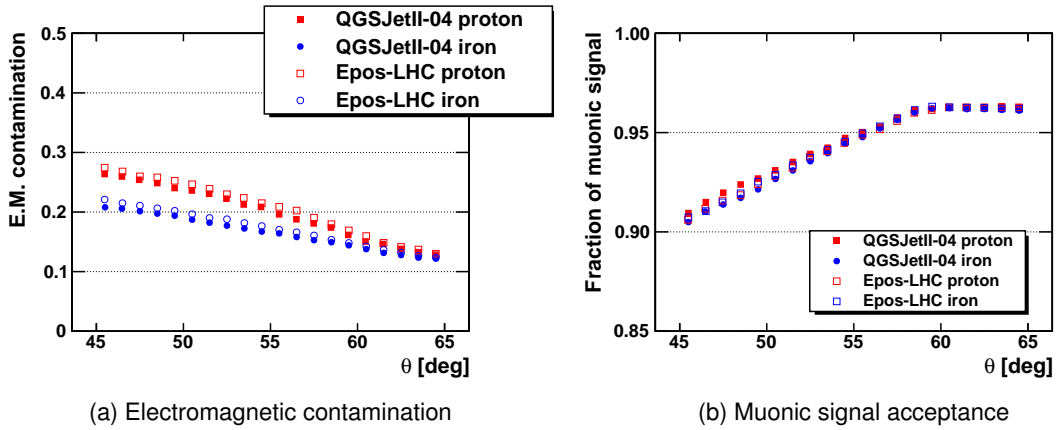 E.M. contamination
0.5
0.4
0.3
0.2
0.1
0
QGSJetII-04 proton
QGSJetII-04 iron
Epos-LHC proton
Epos-LHC iron
45 50 55 60 65
θ [deg]
(a) Electromagnetic contamination
Fraction of muonic signal
1.00
0.95
0.90
0.85
QGSJetII-04 proton
QGSJetII-04 iron
Epos-LHC proton
Epos-LHC iron
45 50 55 60 65
θ [deg]
(b) Muonic signal acceptance